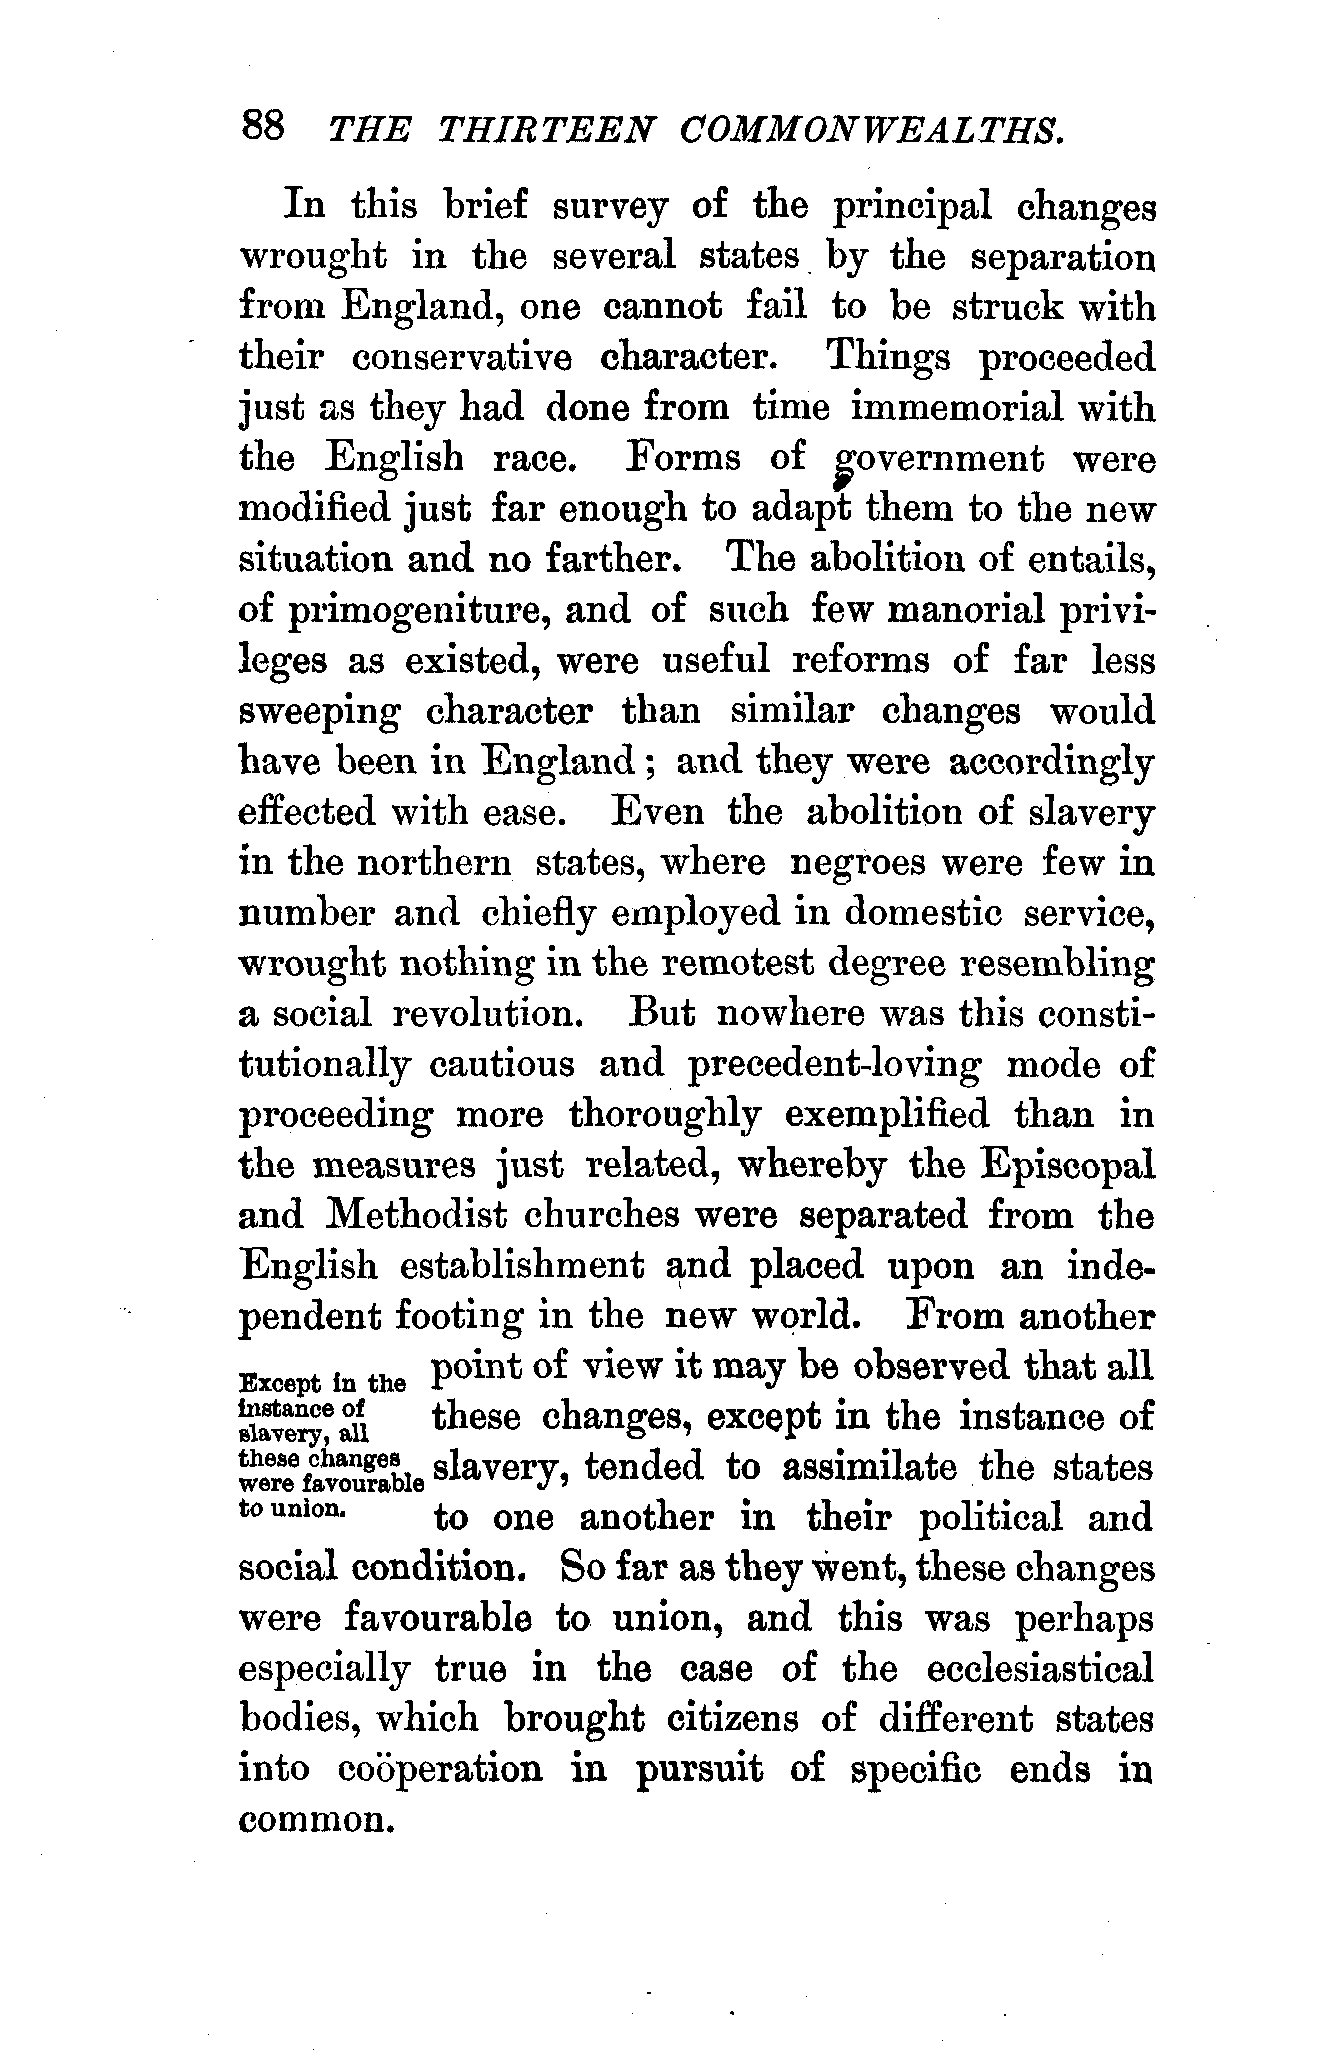 88 THE THIRTEEN COMMONWEALTHS.
In this brief survey of the principal changes
wrought in the several states by the separation
from England, one cannot fail to be struck with
their conservative character. Things proceeded
just as they had done from time immemorial with
the English race. Forms of government were
modified just far enough to adapt them to the new
situation and no farther. The abolition of entails,
of primogeniture, and of such few manorial privi-
leges as existed, were useful reforms of far less
sweeping character than similar changes would
have been in England; and they were accordingly
effected with ease. Even the abolition of slavery
in the northern states, where negroes were few in
number and chiefly employed in domestic service,
wrought nothing in the remotest degree resembling
a social revolution. But nowhere was this consti-
tutionally cautious and precedent-loving mode of
proceeding more thoroughly exemplified than in
the measures just related, whereby the Episcopal
and Methodist churches were separated from the
English establishment and placed upon an inde-
pendent footing in the new world. From another
Except in the
instance of
slavery, all
these changes
were favourable
to union.
point of view it may be observed that all
these changes, except in the instance of
slavery, tended to assimilate the states
to one another in their political and
social condition. So far as they went, these changes
were favourable to union, and this was perhaps
especially true in the case of the ecclesiastical
bodies, which brought citizens of different states
into coöperation in pursuit of specific ends in
common.